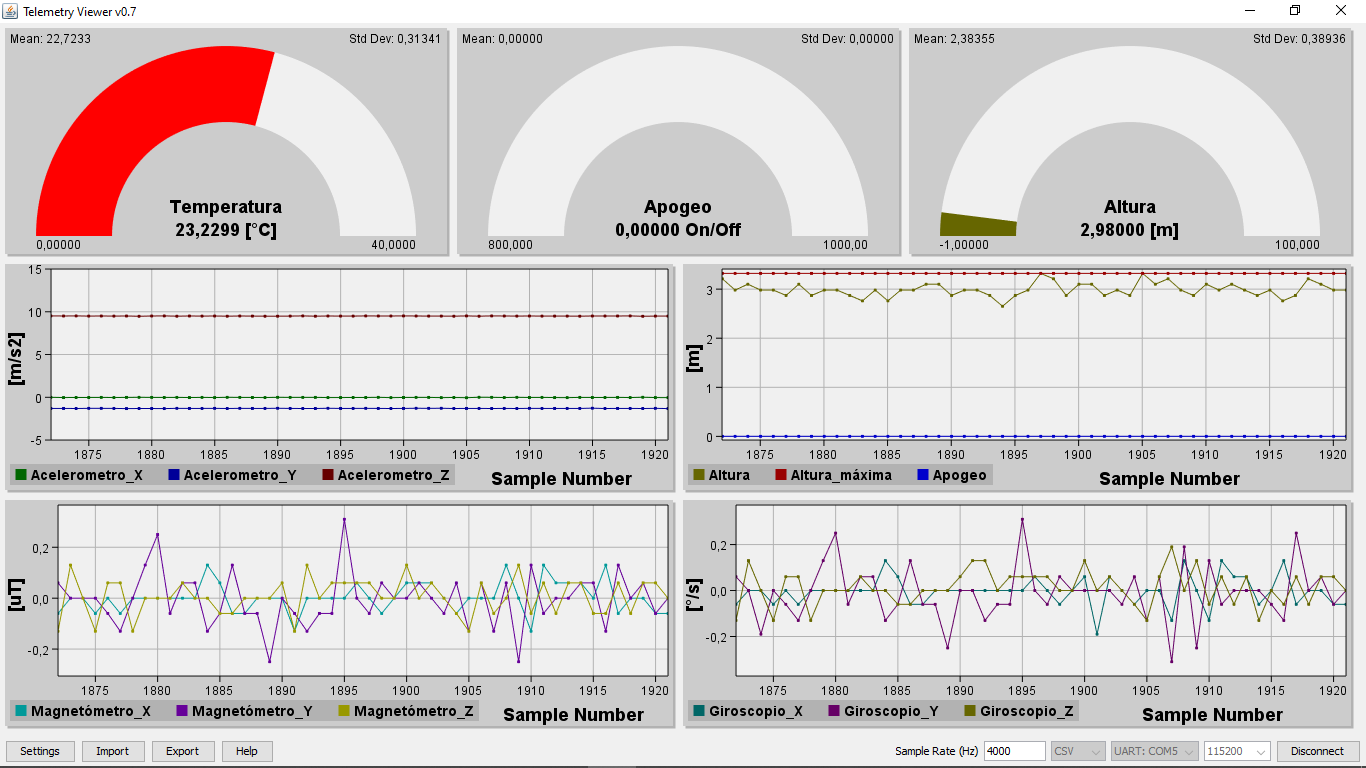 Telemetry Viewer v0.7
Mean: 22,7233 Std Dev: 0,31341
Temperatura
23,2299 [°C]
0,00000 40,0000
Mean: 0,00000 Std Dev: 0,00000
Apogeo
0,00000 On/Off
800,000 1000,00
Mean: 2,38355 Std Dev: 0,38936
Altura
2,98000 [m]
-1,00000 100,000
[m/s2]
15
10
5
0
-5
1875 1880 1885 1890 1895 1900 1905 1910 1915 1920
Acelerometro_X Acelerometro_Y Acelerometro_Z Sample Number
[m]
3
2
1
0
1875 1880 1885 1890 1895 1900 1905 1910 1915 1920
Altura Altura_máxima Apogeo Sample Number
[uT]
0,2
0,0
-0,2
1875 1880 1885 1890 1895 1900 1905 1910 1915 1920
Magnetómetro_X Magnetómetro_Y Magnetómetro_Z Sample Number
[°/s]
0,2
0,0
-0,2
1875 1880 1885 1890 1895 1900 1905 1910 1915 1920
Giroscopio_X Giroscopio_Y Giroscopio_Z Sample Number
Settings Import Export Help Sample Rate (Hz) 4000 CSV UART: COM5 115200 Disconnect